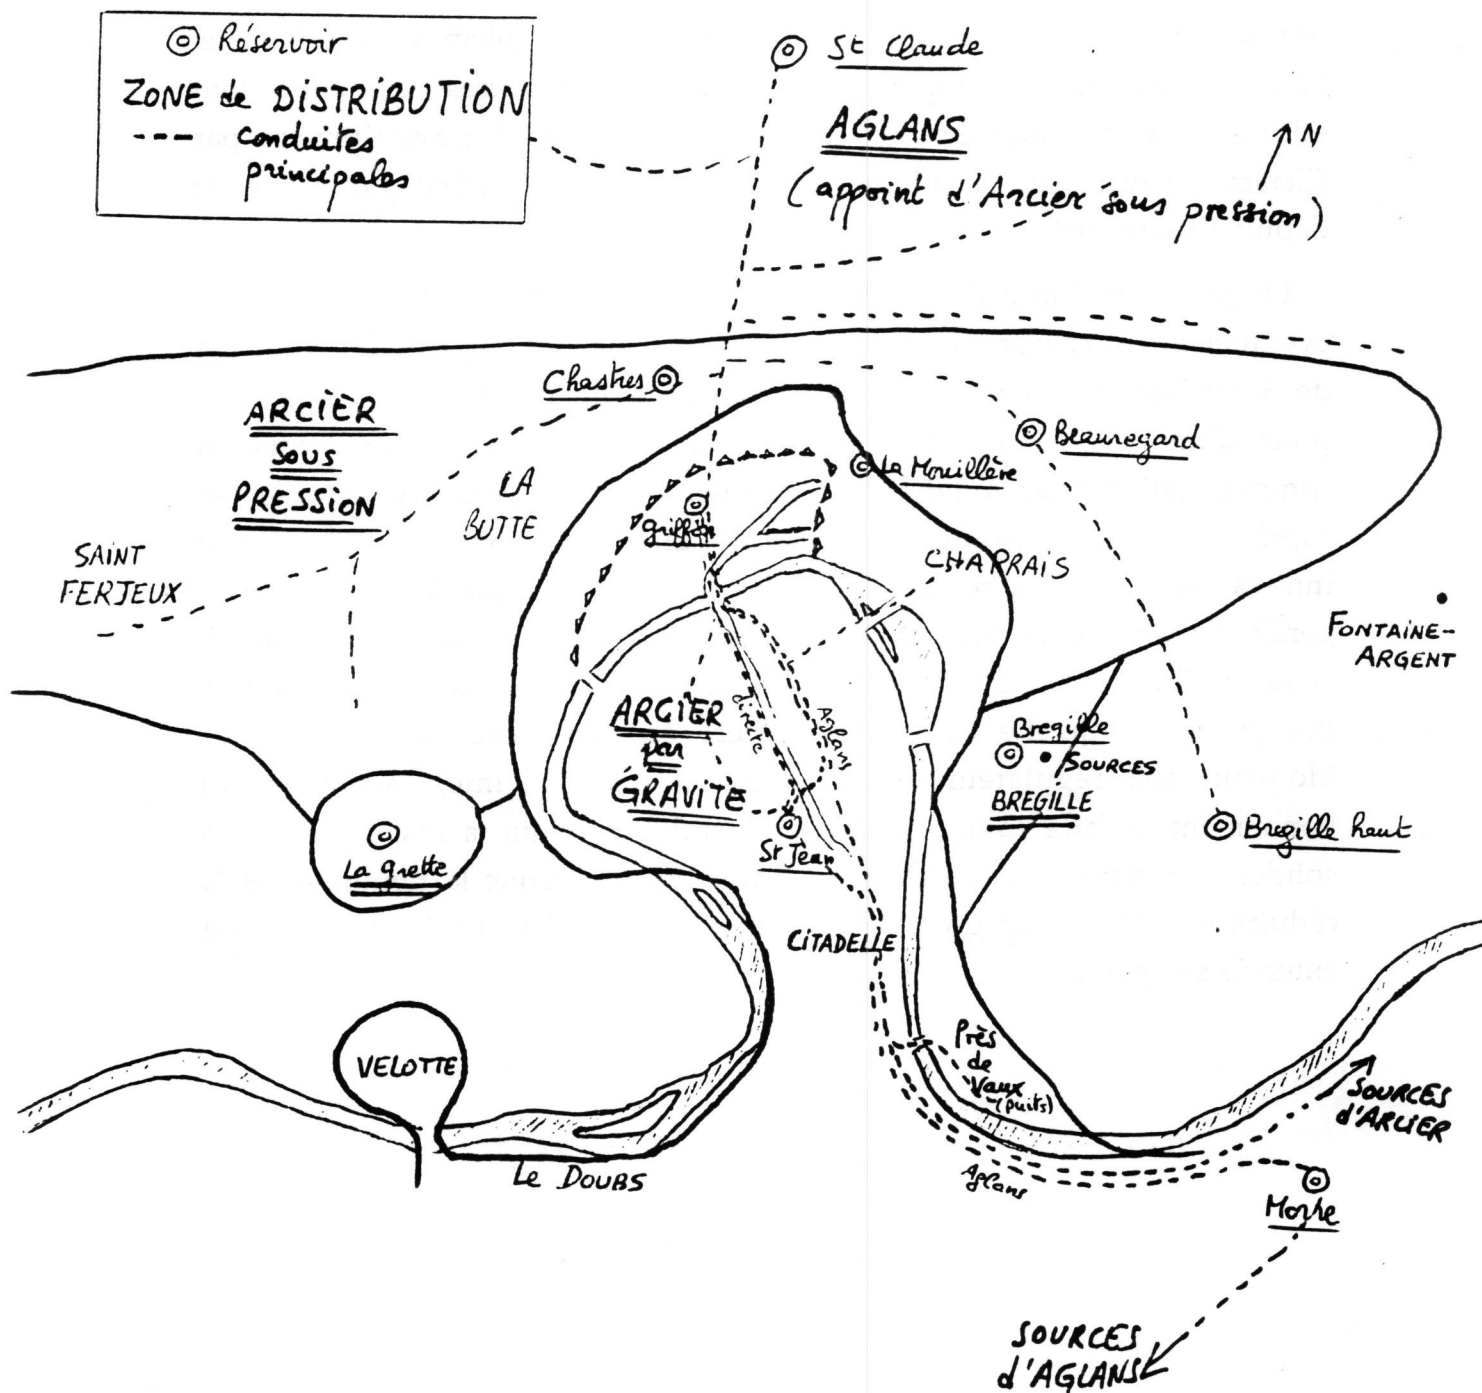 Réservoir
ZONE de DISTRIBUTION
--- conduites
principales
St Claude
AGLANS
N
(appoint d'Arcier sous pression)
Chastres
ARCIER
SOUS
PRESSION
Beauregard
La Mouillère
LA
BUTTE
Griffon
SAINT
FERJEUX
CHAPRAIS
FONTAINE-
ARGENT
ARCIER
par
GRAVITÉ
directe
Aglans
Bregille
SOURCES
BREGILLE
Bregille haut
St Jean
La Grette
CITADELLE
VELOTTE
Près
de
Vaux
(puits)
SOURCES
d'ARCIER
Le DOUBS
Aglans
Morre
SOURCES
d'AGLANS